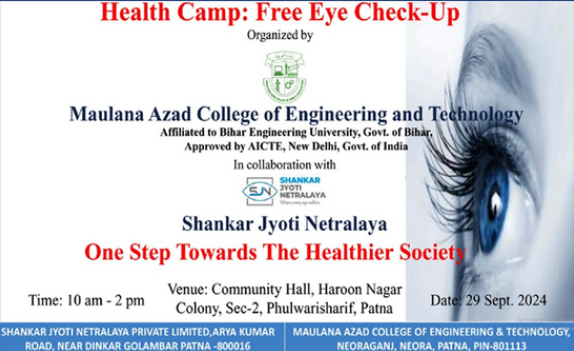 Health Camp: Free Eye Check-Up
Organized by
Maulana Azad College of Engineering and Technology
Affiliated to Bihar Engineering University, Govt. of Bihar,
Approved by AICTE, New Delhi, Govt. of India
In collaboration with
SJN
SHANKAR
JYOTI
NETRALAYA
Shankar Jyoti Netralaya
One Step Towards The Healthier Society
Venue: Community Hall, Haroon Nagar
Time: 10 am - 2 pm
Colony, Sec-2, Phulwarisharif, Patna
Date: 29 Sept. 2024
SHANKAR JYOTI NETRALAYA PRIVATE LIMITED,ARYA KUMAR
ROAD, NEAR DINKAR GOLAMBAR PATNA -800016
MAULANA AZAD COLLEGE OF ENGINEERING & TECHNOLOGY,
NEORAGANJ, NEORA, PATNA, PIN-801113